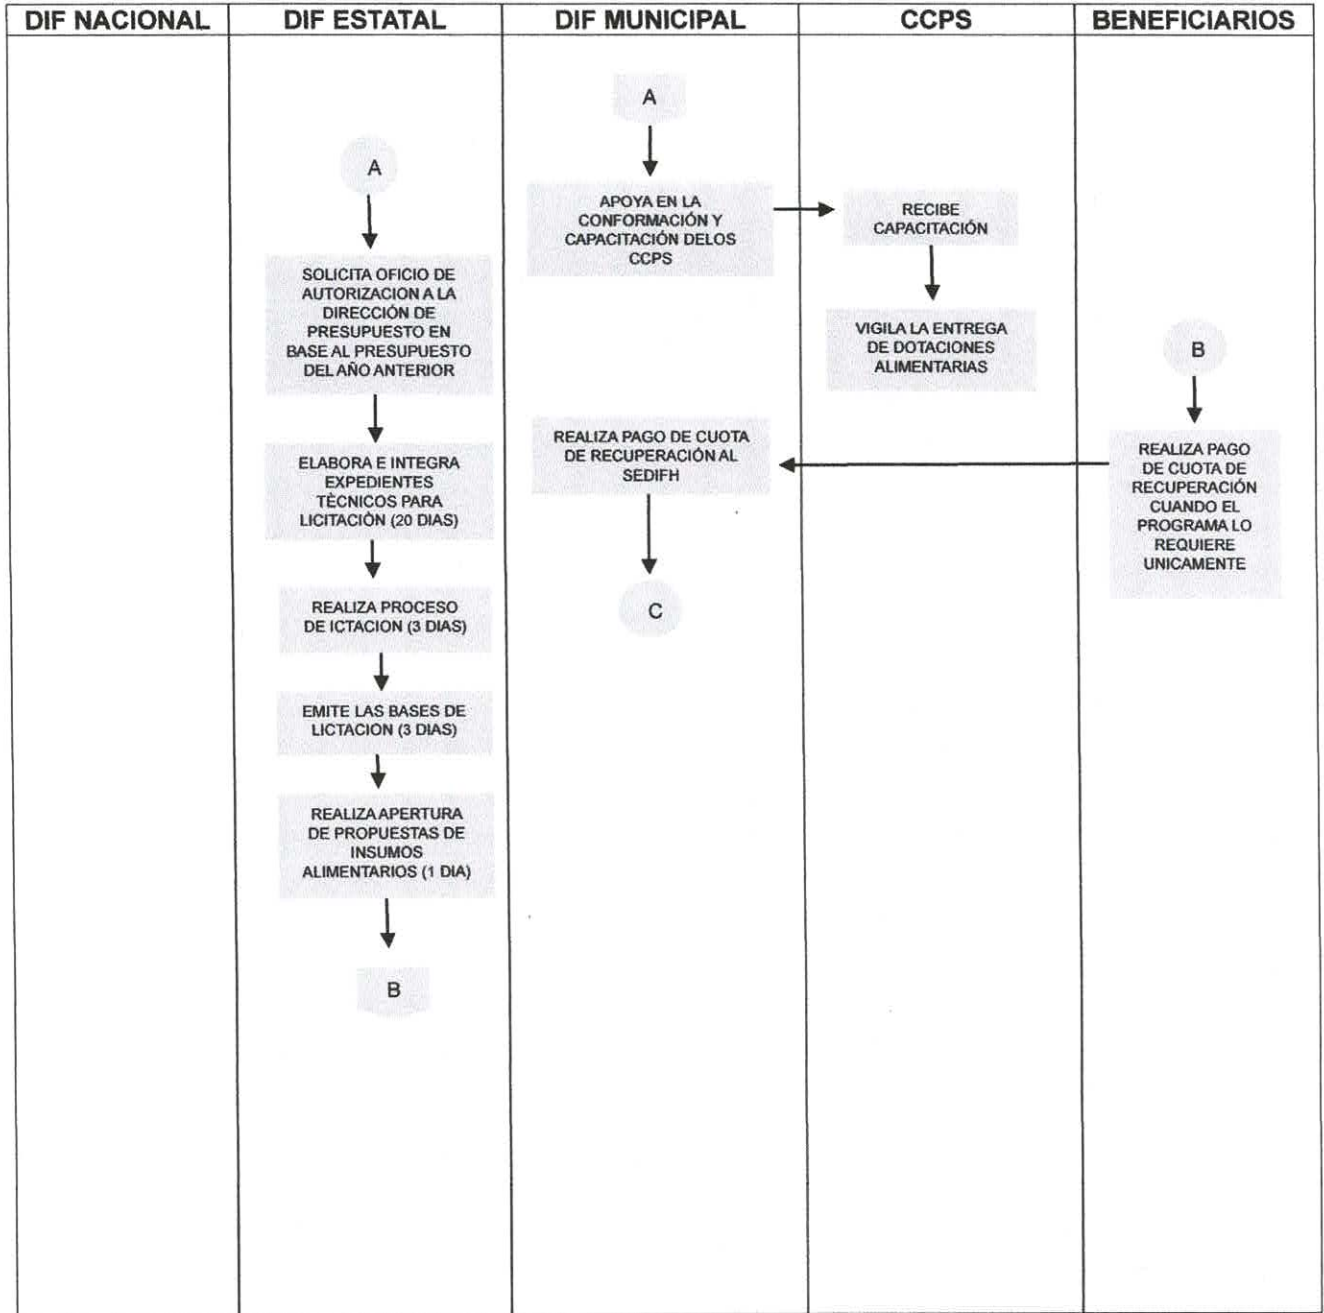 DIF NACIONAL
DIF ESTATAL
DIF MUNICIPAL
CCPS
BENEFICIARIOS
A
SOLICITA OFICIO DE
AUTORIZACION A LA
DIRECCIÓN DE
PRESUPUESTO EN
BASE AL PRESUPUESTO
DEL AÑO ANTERIOR
ELABORA E INTEGRA
EXPEDIENTES
TÈCNICOS PARA
LICITACIÓN (20 DIAS)
REALIZA PROCESO
DE ICTACION (3 DIAS)
EMITE LAS BASES DE
LICTACION (3 DIAS)
REALIZA APERTURA
DE PROPUESTAS DE
INSUMOS
ALIMENTARIOS (1 DIA)
B
A
APOYA EN LA
CONFORMACIÓN Y
CAPACITACIÓN DELOS
CCPS
REALIZA PAGO DE CUOTA
DE RECUPERACIÓN AL
SEDIFH
C
RECIBE
CAPACITACIÓN
VIGILA LA ENTREGA
DE DOTACIONES
ALIMENTARIAS
B
REALIZA PAGO
DE CUOTA DE
RECUPERACIÓN
CUANDO EL
PROGRAMA LO
REQUIERE
UNICAMENTE